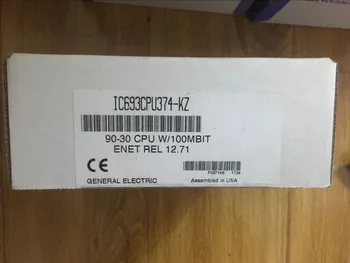 IC693CPU374-KZ
90-30 CPU W/100MBIT
ENET REL 12.71
CE
GENERAL ELECTRIC
Assembled in USA